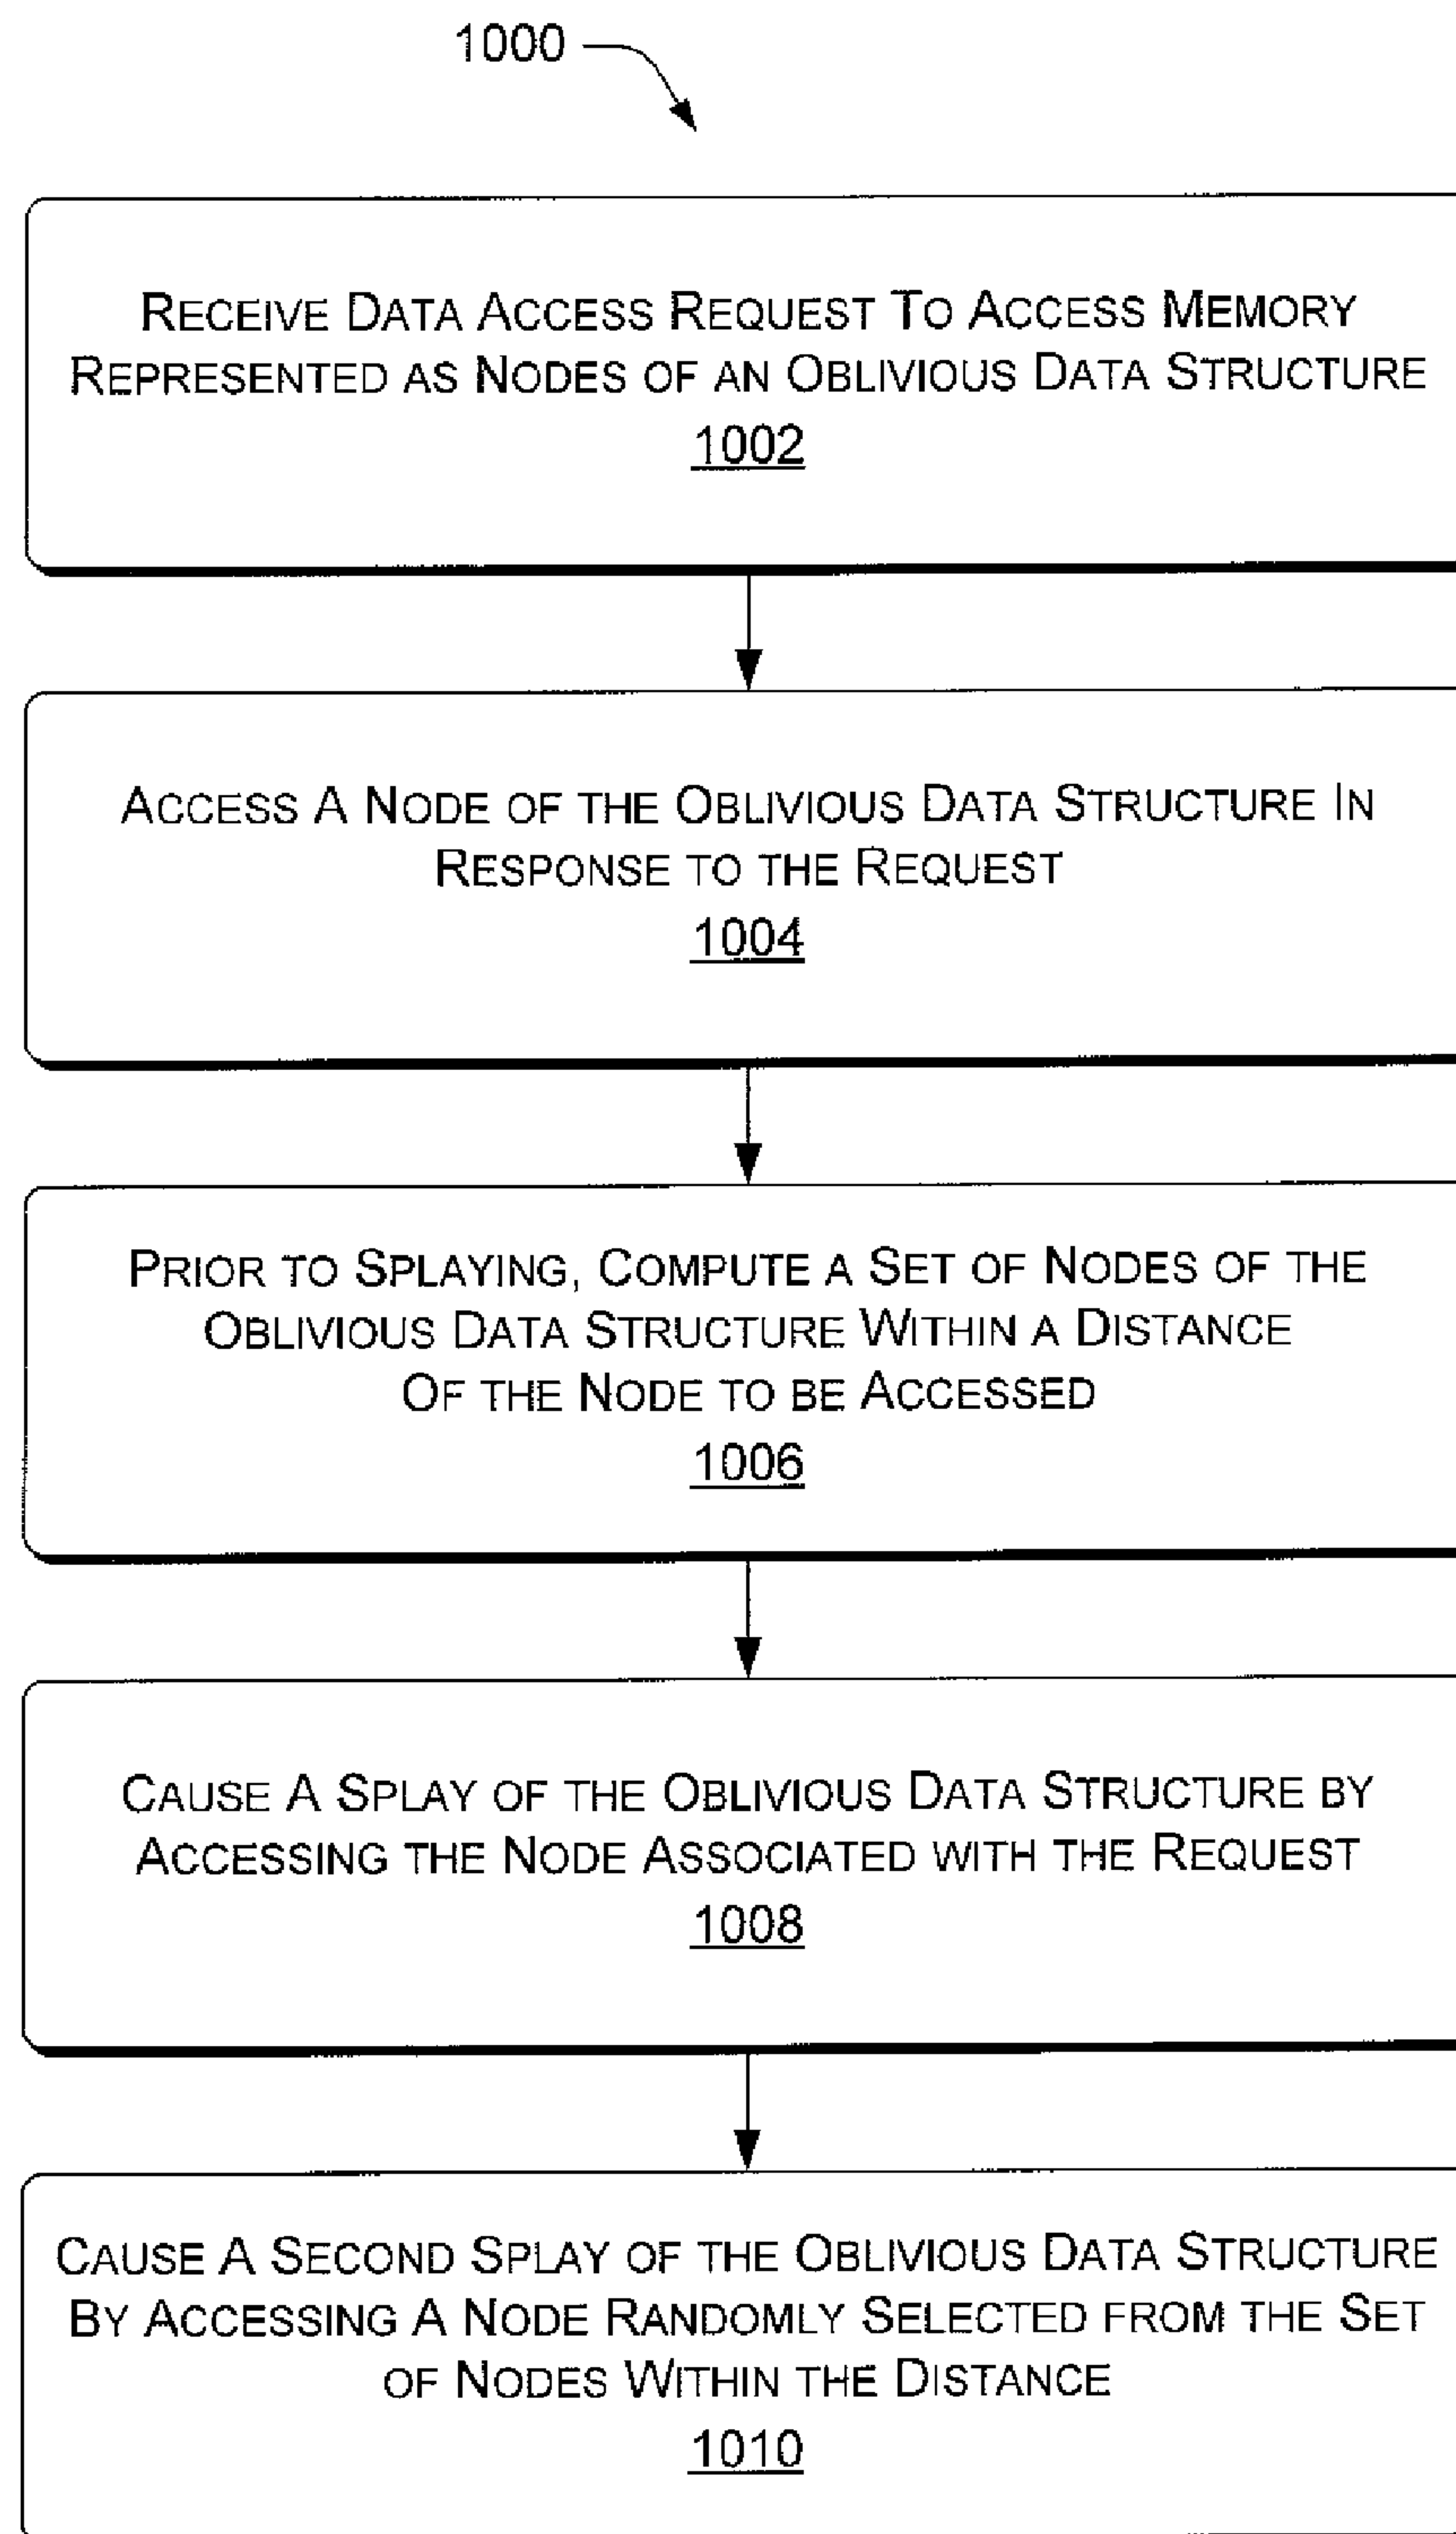 1000
RECEIVE DATA ACCESS REQUEST TO ACCESS MEMORY
REPRESENTED AS NODES OF AN OBLIVIOUS DATA STRUCTURE
1002
ACCESS A NODE OF THE OBLIVIOUS DATA STRUCTURE IN
RESPONSE TO THE REQUEST
1004
PRIOR TO SPLAYING, COMPUTE A SET OF NODES OF THE
OBLIVIOUS DATA STRUCTURE WITHIN A DISTANCE
OF THE NODE TO BE ACCESSED
1006
CAUSE A SPLAY OF THE OBLIVIOUS DATA STRUCTURE BY
ACCESSING THE NODE ASSOCIATED WITH THE REQUEST
1008
CAUSE A SECOND SPLAY OF THE OBLIVIOUS DATA STRUCTURE
BY ACCESSING A NODE RANDOMLY SELECTED FROM THE SET
OF NODES WITHIN THE DISTANCE
1010